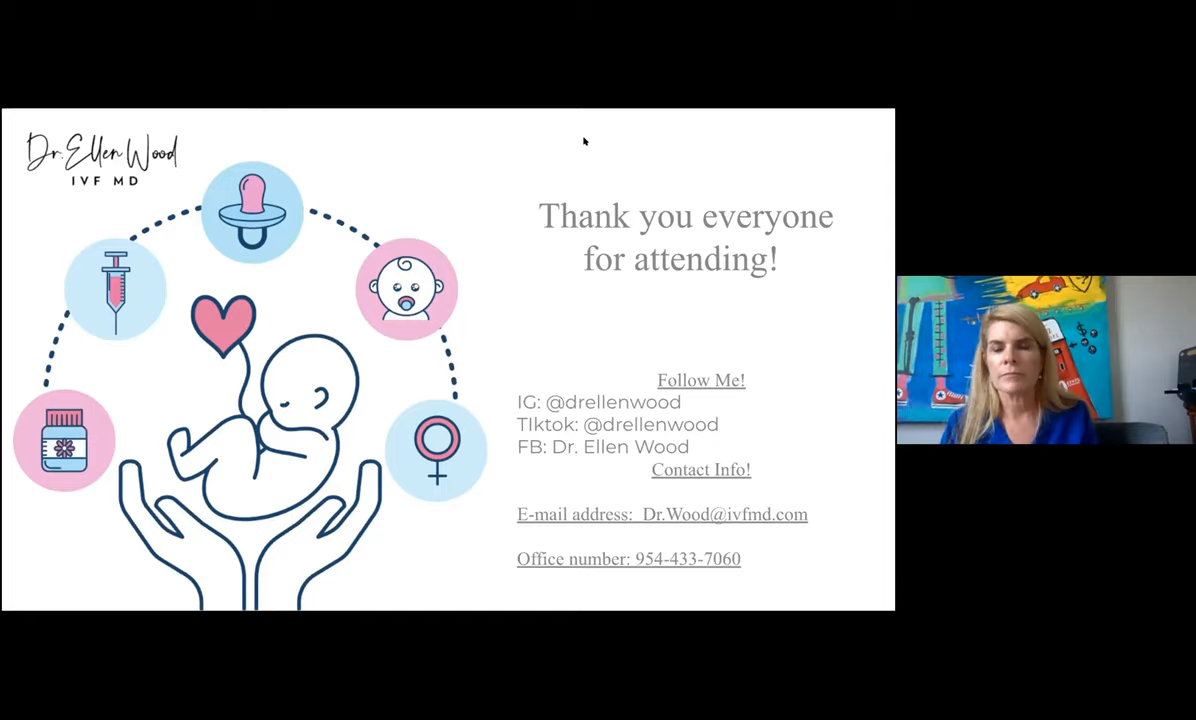 Dr. Ellen Wood
IVF MD
Thank you everyone
for attending!
Follow Me!
IG: @drellenwood
TIktok: @drellenwood
FB: Dr. Ellen Wood
Contact Info!
E-mail address:  Dr.Wood@ivfmd.com
Office number: 954-433-7060